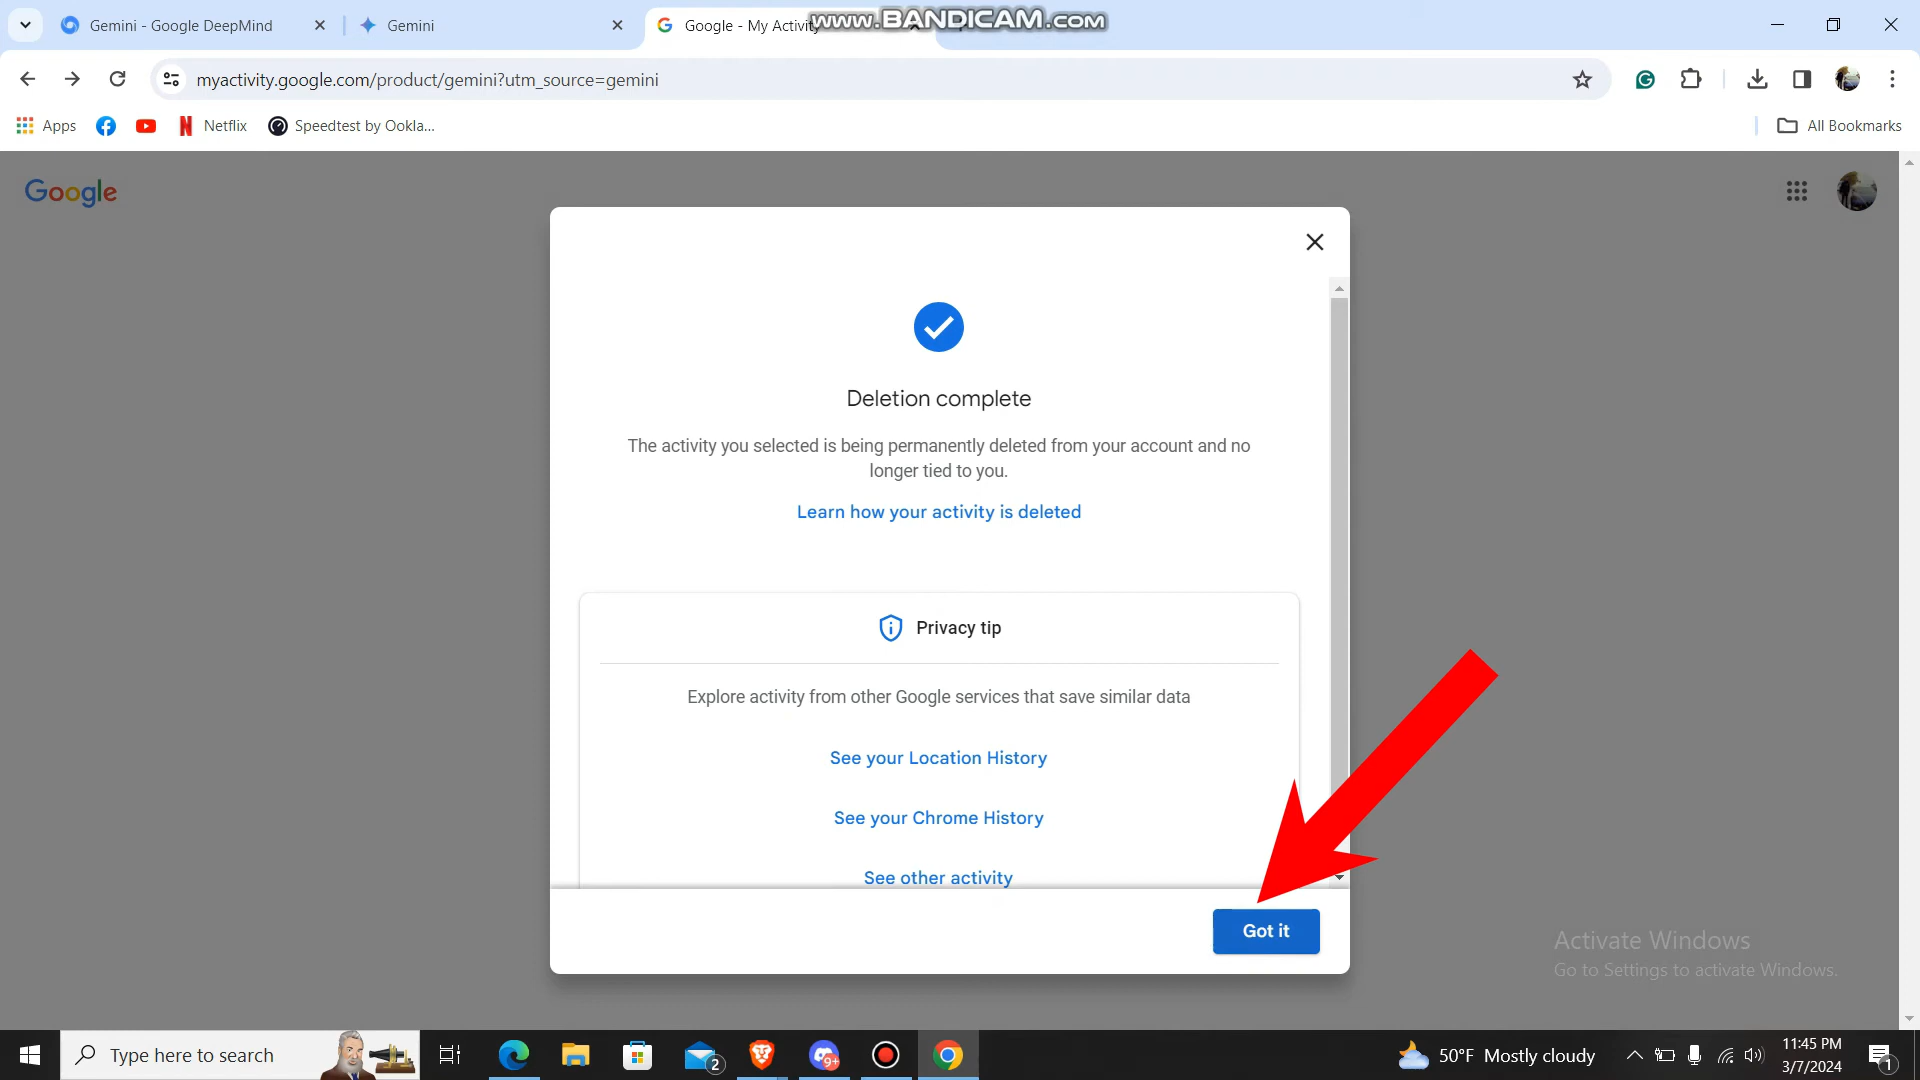 Gemini - Google DeepMind
Gemini
Google - My Activity
www.BANDICAM.com
myactivity.google.com/product/gemini?utm_source=gemini
Apps
Netflix
Speedtest by Ookla...
All Bookmarks
Google
Deletion complete
The activity you selected is being permanently deleted from your account and no
longer tied to you.
Learn how your activity is deleted
Privacy tip
Explore activity from other Google services that save similar data
See your Location History
See your Chrome History
See other activity
Got it
Activate Windows
Go to Settings to activate Windows.
Type here to search
2
9+
50°F Mostly cloudy
11:45 PM
3/7/2024
1